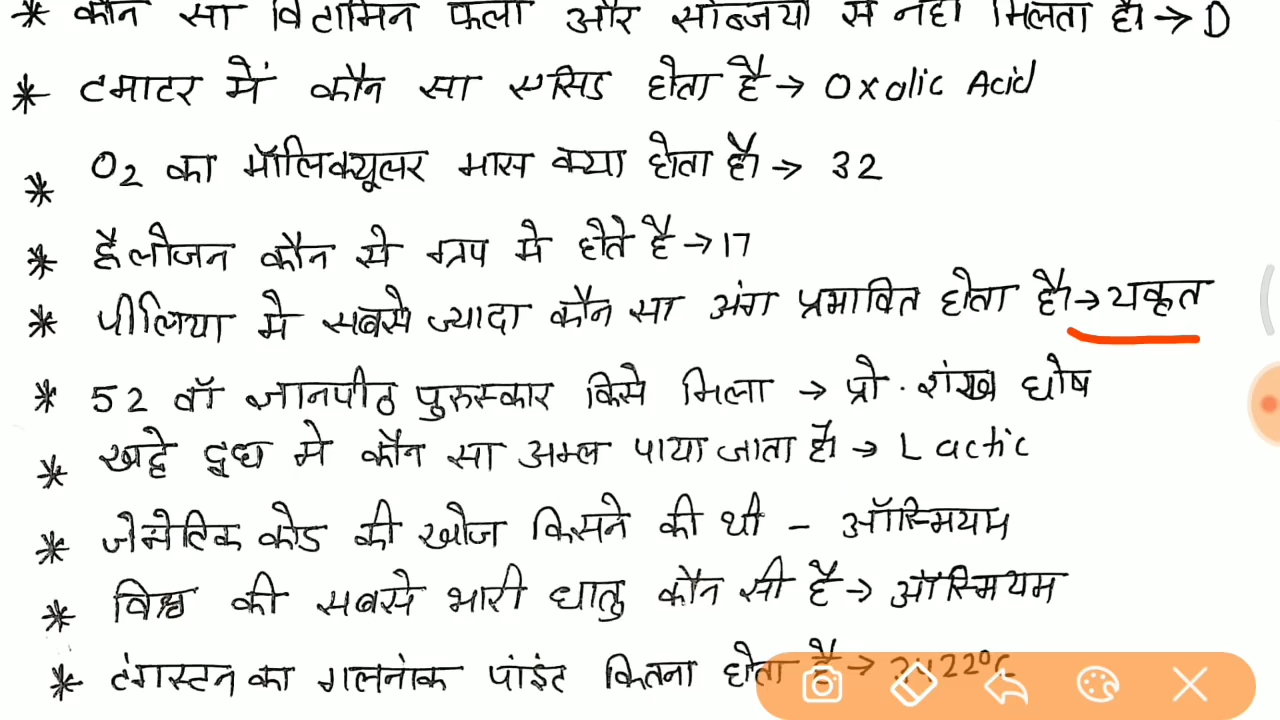 * कौन सा विटामिन फलो और सब्जियो से नही मिलता है। → D
* टमाटर में कौन सा एसिड होता है → Oxalic Acid
* O2 का मॉलिक्यूलर मास क्या होता है। → 32
* हैलोजन कौन से ग्रुप मे होते है → 17
* पीलिया मे सबसे ज्यादा कौन सा अंग प्रभावित होता है। → यकृत
* 52 वॉ ज्ञानपीठ पुरुस्कार किसे मिला → प्रो. शंख घोष
* खट्टे दूध मे कौन सा अम्ल पाया जाता है। → Lactic
* जेनेटिक कोड की खोज किसने की थी - ऑस्मियम
* विश्व की सबसे भारी धातु कौन सी है → ऑस्मियम
* टंगस्टन का गलनांक पांइट कितना होता है → 3422°C